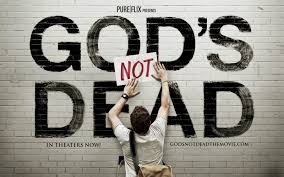 PUREFLIX PRESENTS
GOD'S
NOT
DEAD
IN THEATERS NOW!
GODSNOTDEADTHEMOVIE.COM